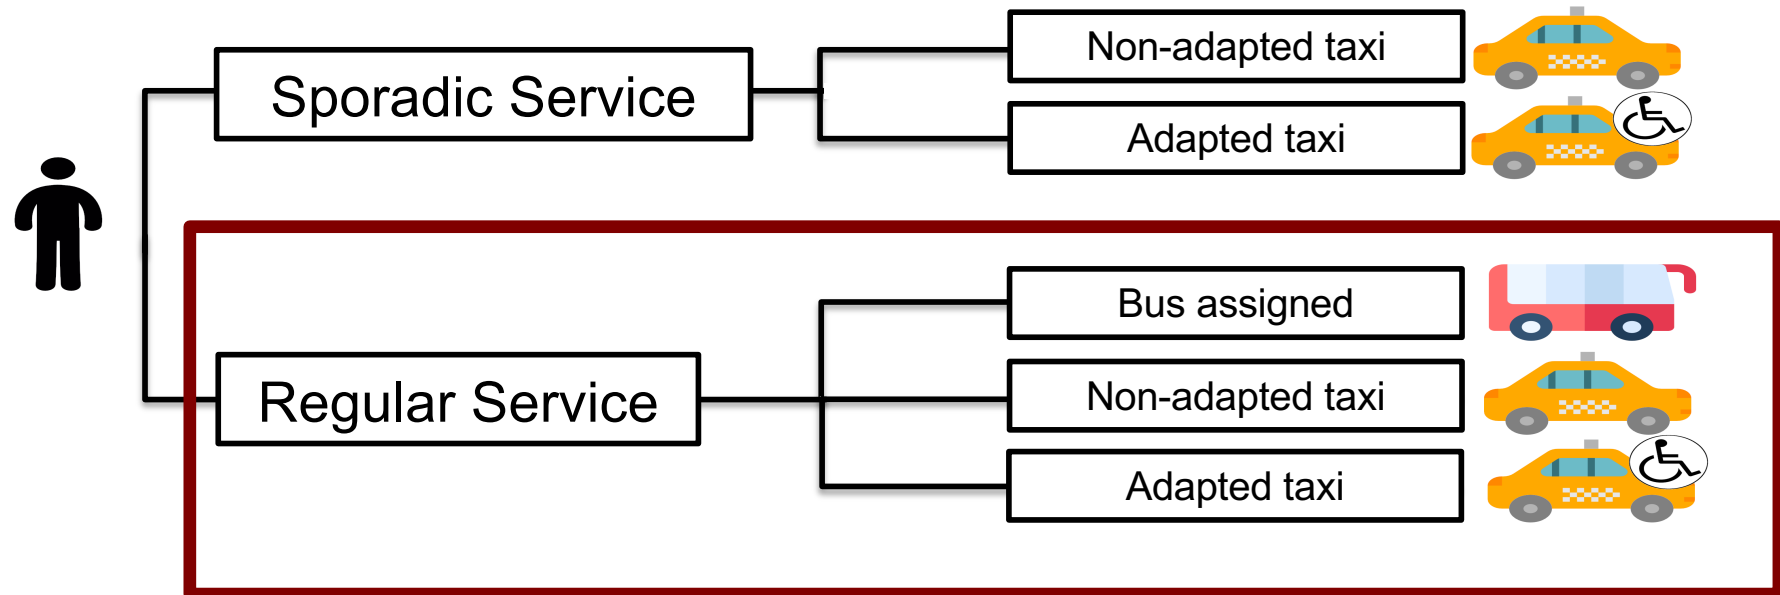 Sporadic Service
Non-adapted taxi
Adapted taxi
Regular Service
Bus assigned
Non-adapted taxi
Adapted taxi